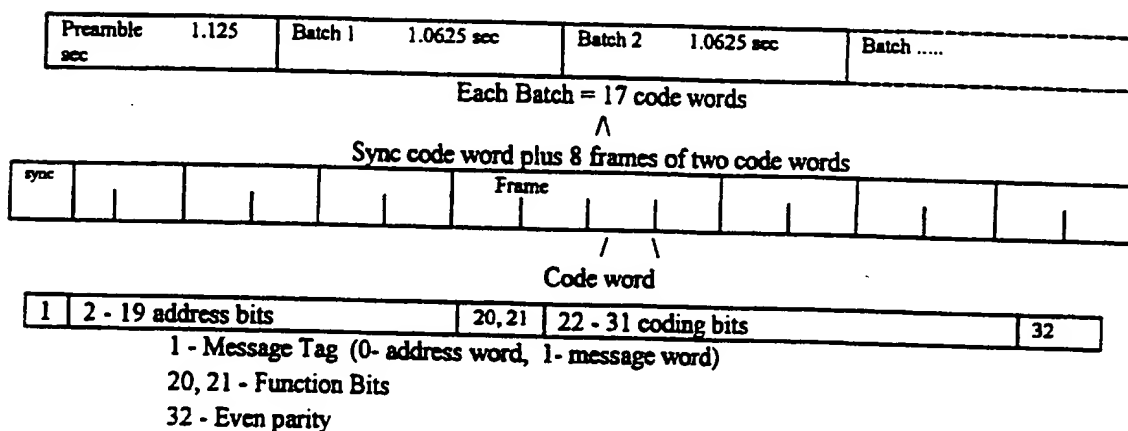 Preamble 1.125 sec
Batch 1 1.0625 sec
Batch 2 1.0625 sec
Batch .....
Each Batch = 17 code words
/\
Sync code word plus 8 frames of two code words
sync
Frame
/ \
Code word
1 2 - 19 address bits 20, 21 22 - 31 coding bits 32
1 - Message Tag (0- address word, 1- message word)
20, 21 - Function Bits
32 - Even parity